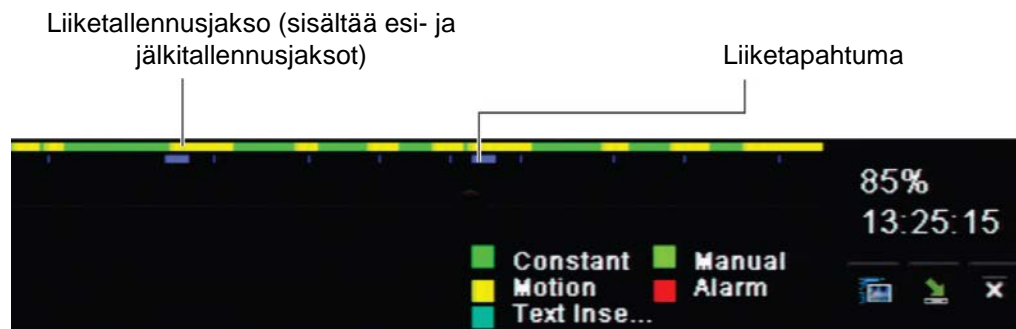 Liiketallennusjakso (sisältää esi- ja
jälkitallennusjaksot)
Liiketapahtuma
85%
13:25:15
Constant
Manual
Motion
Alarm
Text Inse...